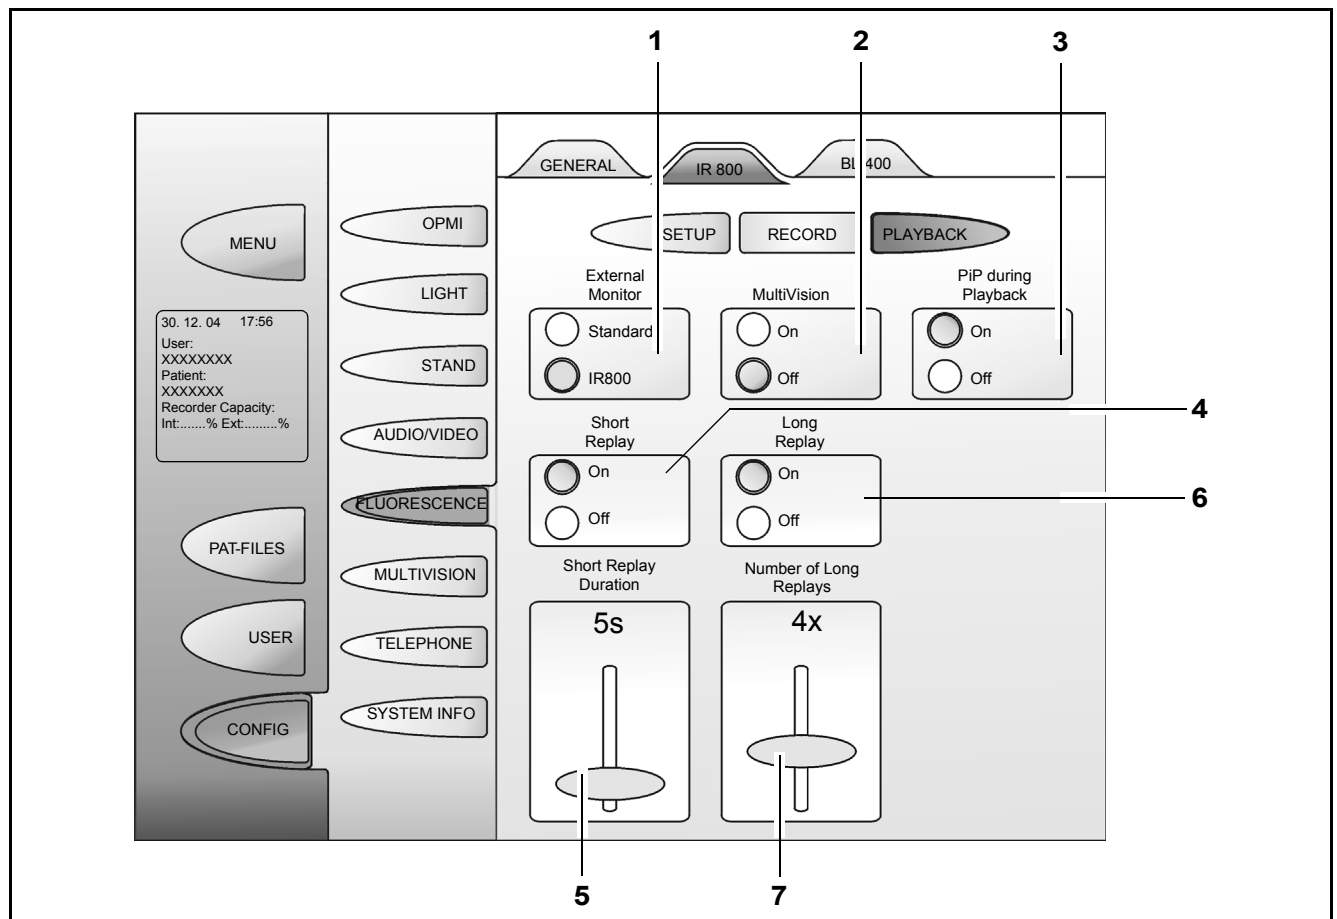 1
2
3
GENERAL
IR 800
BL 400
MENU
OPMI
SETUP
RECORD
PLAYBACK
LIGHT
External
Monitor
MultiVision
PiP during
Playback
30. 12. 04 17:56
User:
XXXXXXXX
Patient:
XXXXXXX
Recorder Capacity:
Int:.......% Ext:.........%
Standard
IR800
On
Off
On
Off
STAND
AUDIO/VIDEO
Short
Replay
Long
Replay
4
On
Off
On
Off
6
FLUORESCENCE
PAT-FILES
MULTIVISION
Short Replay
Duration
Number of Long
Replays
USER
TELEPHONE
5s
4x
CONFIG
SYSTEM INFO
5
7